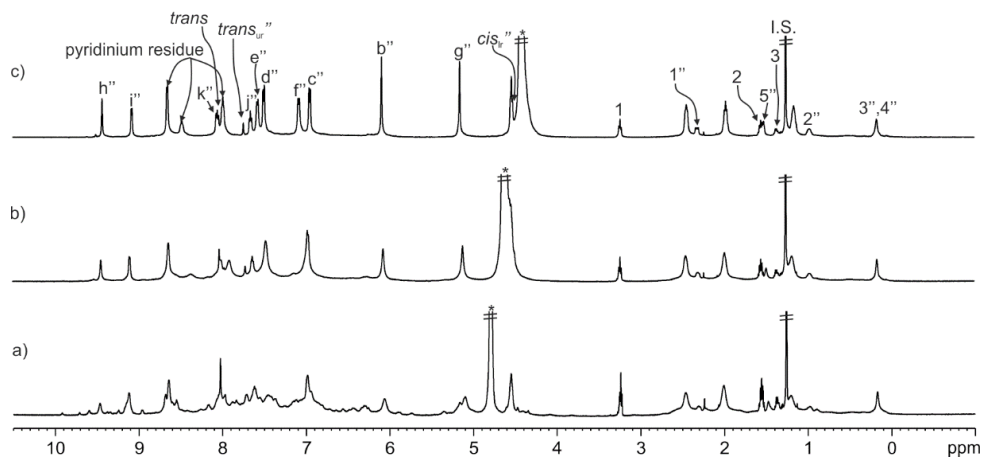 trans
trans_ur"
I.S.
pyridinium residue
e"
d"
b"
g"
cis_lr"
*
3
c)
h"
i"
k"
j"
f"
c"
1
1"
2
5"
2"
3",4"
b)
*
a)
*
10 9 8 7 6 5 4 3 2 1 0 ppm